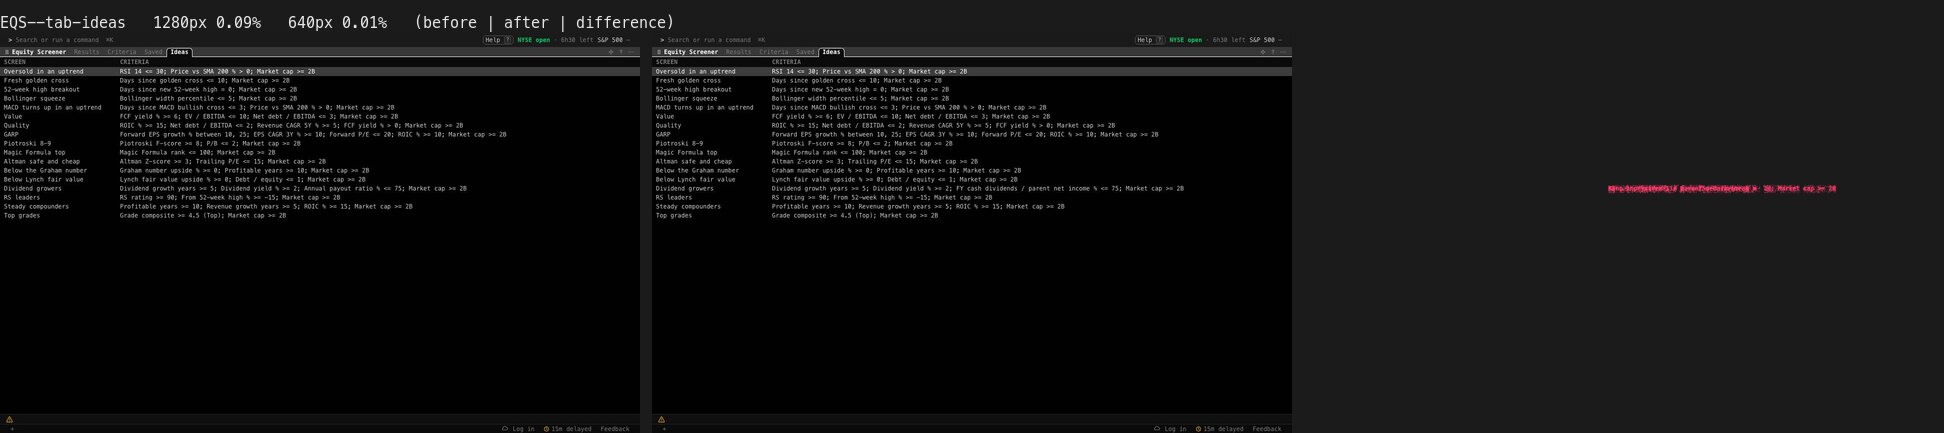 EQS--tab-ideas 1280px 0.09% 640px 0.01% (before | after | difference)
> Search or run a command ⌘K Help ? NYSE open · 6h30 left S&P 500 —
≡ Equity Screener Results Criteria Saved Ideas
SCREEN CRITERIA
Oversold in an uptrend RSI 14 <= 30; Price vs SMA 200 % > 0; Market cap >= 2B
Fresh golden cross Days since golden cross <= 10; Market cap >= 2B
52-week high breakout Days since new 52-week high = 0; Market cap >= 2B
Bollinger squeeze Bollinger width percentile <= 5; Market cap >= 2B
MACD turns up in an uptrend Days since MACD bullish cross <= 3; Price vs SMA 200 % > 0; Market cap >= 2B
Value FCF yield % >= 6; EV / EBITDA <= 10; Net debt / EBITDA <= 3; Market cap >= 2B
Quality ROIC % >= 15; Net debt / EBITDA <= 2; Revenue CAGR 5Y % >= 5; FCF yield % > 0; Market cap >= 2B
GARP Forward EPS growth % between 10, 25; EPS CAGR 3Y % >= 10; Forward P/E <= 20; ROIC % >= 10; Market cap >= 2B
Piotroski 8-9 Piotroski F-score >= 8; P/B <= 2; Market cap >= 2B
Magic Formula top Magic Formula rank <= 100; Market cap >= 2B
Altman safe and cheap Altman Z-score >= 3; Trailing P/E <= 15; Market cap >= 2B
Below the Graham number Graham number upside % >= 0; Profitable years >= 10; Market cap >= 2B
Below Lynch fair value Lynch fair value upside % >= 0; Debt / equity <= 1; Market cap >= 2B
Dividend growers Dividend growth years >= 5; Dividend yield % >= 2; Annual payout ratio % <= 75; Market cap >= 2B
RS leaders RS rating >= 90; From 52-week high % >= -15; Market cap >= 2B
Steady compounders Profitable years >= 10; Revenue growth years >= 5; ROIC % >= 15; Market cap >= 2B
Top grades Grade composite >= 4.5 (Top); Market cap >= 2B
+ Log in 15m delayed Feedback
> Search or run a command ⌘K Help ? NYSE open · 6h30 left S&P 500 —
≡ Equity Screener Results Criteria Saved Ideas
SCREEN CRITERIA
Oversold in an uptrend RSI 14 <= 30; Price vs SMA 200 % > 0; Market cap >= 2B
Fresh golden cross Days since golden cross <= 10; Market cap >= 2B
52-week high breakout Days since new 52-week high = 0; Market cap >= 2B
Bollinger squeeze Bollinger width percentile <= 5; Market cap >= 2B
MACD turns up in an uptrend Days since MACD bullish cross <= 3; Price vs SMA 200 % > 0; Market cap >= 2B
Value FCF yield % >= 6; EV / EBITDA <= 10; Net debt / EBITDA <= 3; Market cap >= 2B
Quality ROIC % >= 15; Net debt / EBITDA <= 2; Revenue CAGR 5Y % >= 5; FCF yield % > 0; Market cap >= 2B
GARP Forward EPS growth % between 10, 25; EPS CAGR 3Y % >= 10; Forward P/E <= 20; ROIC % >= 10; Market cap >= 2B
Piotroski 8-9 Piotroski F-score >= 8; P/B <= 2; Market cap >= 2B
Magic Formula top Magic Formula rank <= 100; Market cap >= 2B
Altman safe and cheap Altman Z-score >= 3; Trailing P/E <= 15; Market cap >= 2B
Below the Graham number Graham number upside % >= 0; Profitable years >= 10; Market cap >= 2B
Below Lynch fair value Lynch fair value upside % >= 0; Debt / equity <= 1; Market cap >= 2B
Dividend growers Dividend growth years >= 5; Dividend yield % >= 2; FY cash dividends / parent net income % <= 75; Market cap >= 2B
RS leaders RS rating >= 90; From 52-week high % >= -15; Market cap >= 2B
Steady compounders Profitable years >= 10; Revenue growth years >= 5; ROIC % >= 15; Market cap >= 2B
Top grades Grade composite >= 4.5 (Top); Market cap >= 2B
+ Log in 15m delayed Feedback
Market cap >= 2B